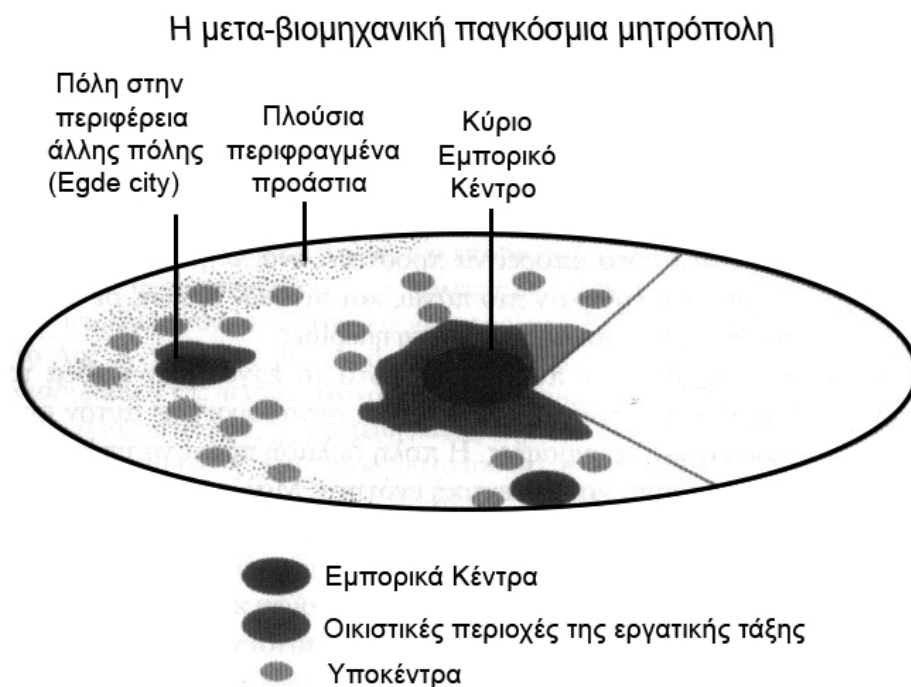 Η μετα-βιομηχανική παγκόσμια μητρόπολη
Πόλη στην
περιφέρεια
άλλης πόλης
(Egde city)
Πλούσια
περιφραγμένα
προάστια
Κύριο
Εμπορικό
Κέντρο
Εμπορικά Κέντρα
Οικιστικές περιοχές της εργατικής τάξης
Υποκέντρα